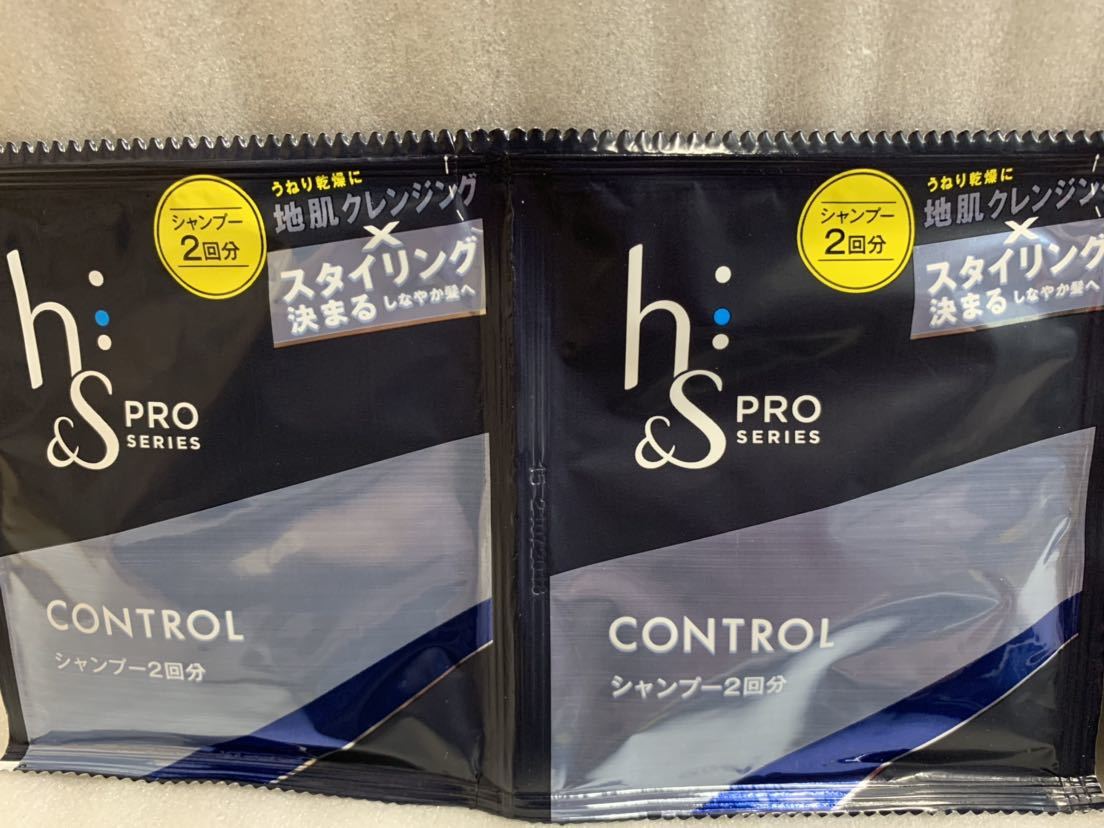 うねり乾燥に
地肌クレンジング
×
スタイリング
決まる しなやか髪へ
シャンプー
2回分
h
&S PRO
SERIES
CONTROL
シャンプー2回分
うねり乾燥に
地肌クレンジング
×
スタイリング
決まる しなやか髪へ
シャンプー
2回分
h
&S PRO
SERIES
CONTROL
シャンプー2回分